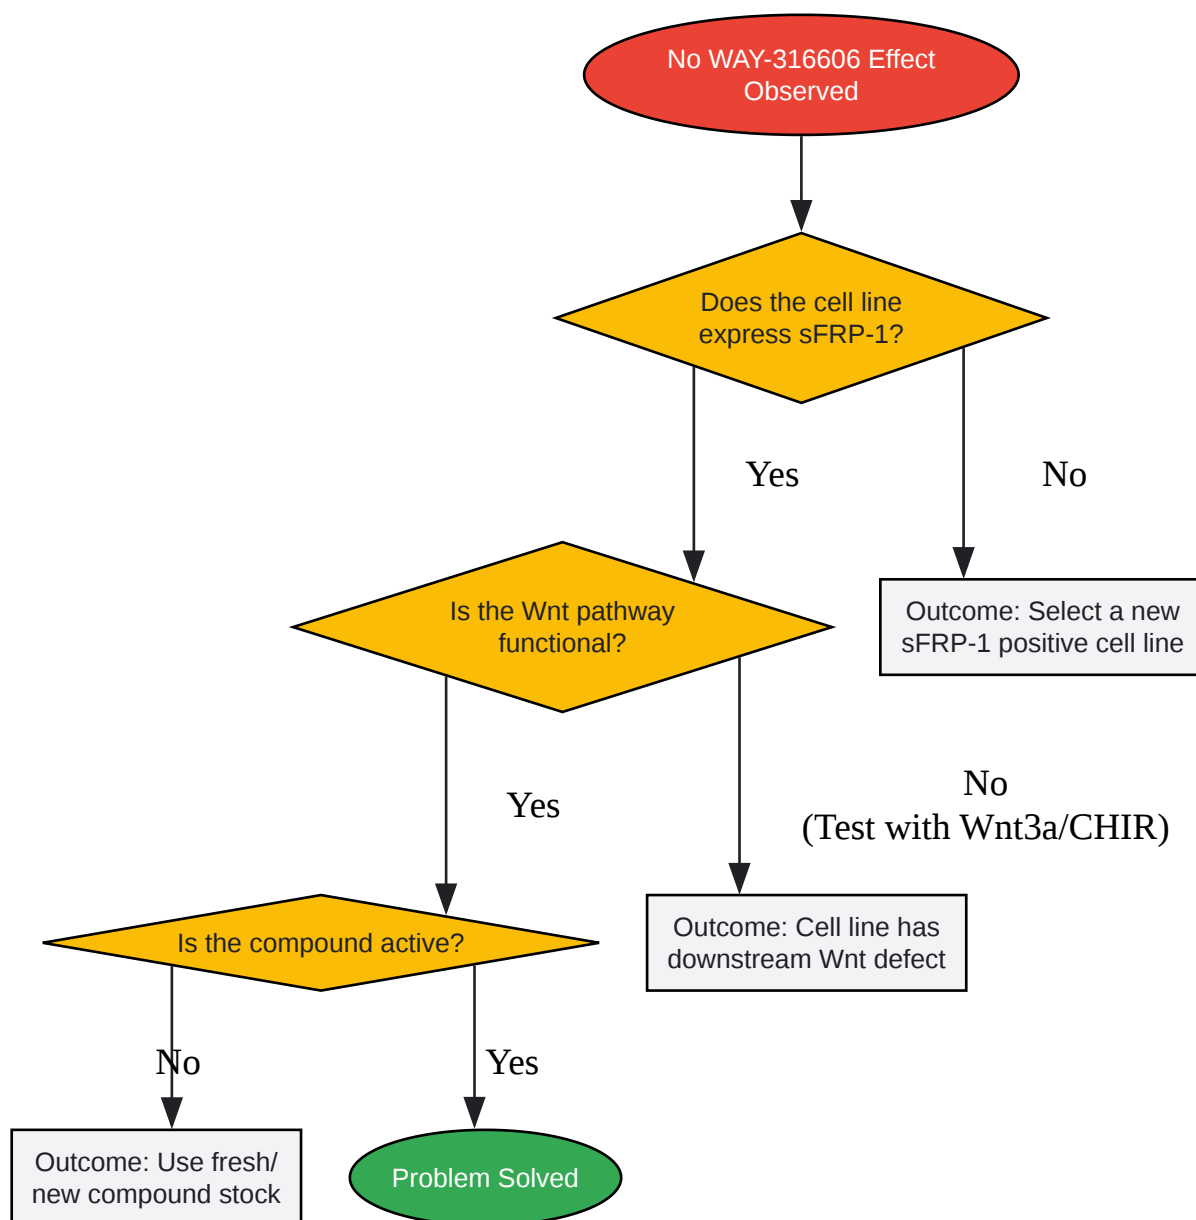 No WAY-316606 Effect
Observed
Does the cell line
express sFRP-1?
Yes
No
Is the Wnt pathway
functional?
Outcome: Select a new
sFRP-1 positive cell line
Yes
No
(Test with Wnt3a/CHIR)
Is the compound active?
Outcome: Cell line has
downstream Wnt defect
No
Yes
Outcome: Use fresh/
new compound stock
Problem Solved